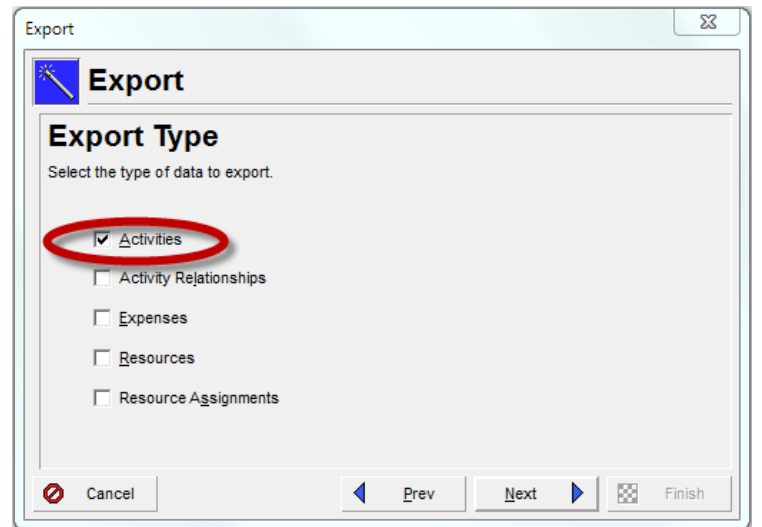 Export
Export
Export Type
Select the type of data to export.
Activities
Activity Relationships
Expenses
Resources
Resource Assignments
Cancel Prev Next Finish